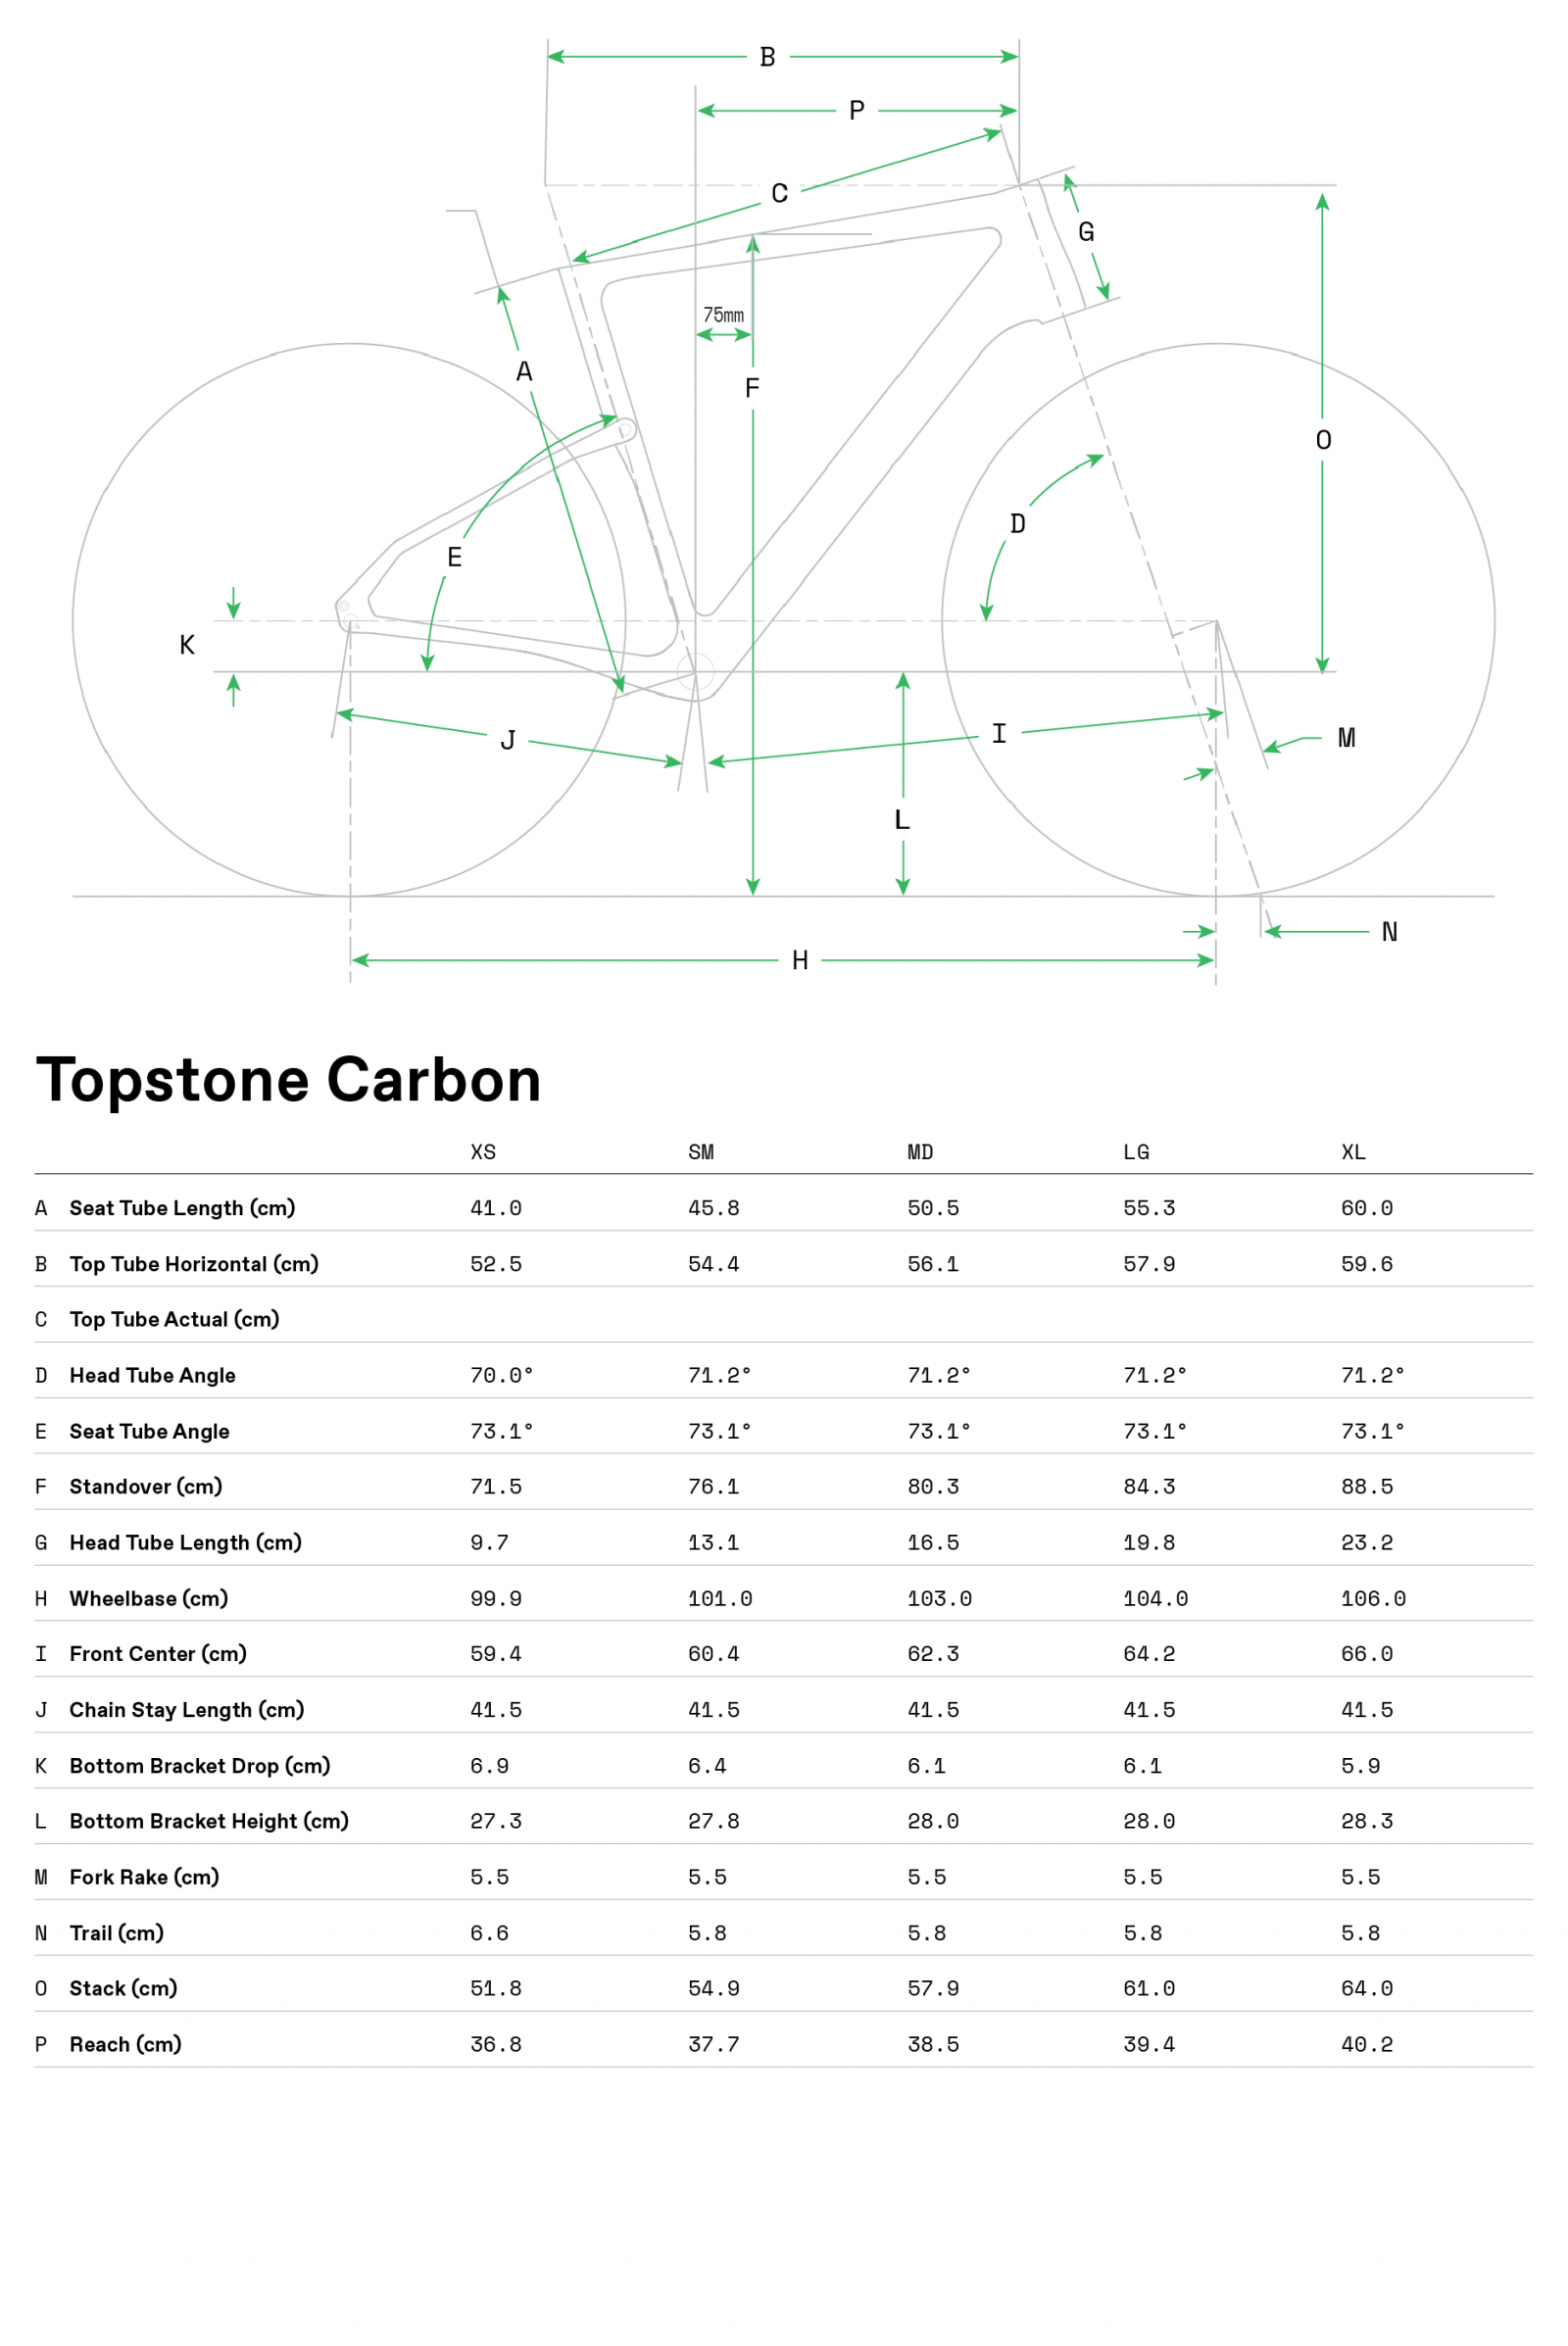 B
P
C
G
75mm
A
F
O
D
E
K
I
M
J
L
N
H
Topstone Carbon
XS SM MD LG XL
A Seat Tube Length (cm) 41.0 45.8 50.5 55.3 60.0
B Top Tube Horizontal (cm) 52.5 54.4 56.1 57.9 59.6
C Top Tube Actual (cm)
D Head Tube Angle 70.0° 71.2° 71.2° 71.2° 71.2°
E Seat Tube Angle 73.1° 73.1° 73.1° 73.1° 73.1°
F Standover (cm) 71.5 76.1 80.3 84.3 88.5
G Head Tube Length (cm) 9.7 13.1 16.5 19.8 23.2
H Wheelbase (cm) 99.9 101.0 103.0 104.0 106.0
I Front Center (cm) 59.4 60.4 62.3 64.2 66.0
J Chain Stay Length (cm) 41.5 41.5 41.5 41.5 41.5
K Bottom Bracket Drop (cm) 6.9 6.4 6.1 6.1 5.9
L Bottom Bracket Height (cm) 27.3 27.8 28.0 28.0 28.3
M Fork Rake (cm) 5.5 5.5 5.5 5.5 5.5
N Trail (cm) 6.6 5.8 5.8 5.8 5.8
O Stack (cm) 51.8 54.9 57.9 61.0 64.0
P Reach (cm) 36.8 37.7 38.5 39.4 40.2